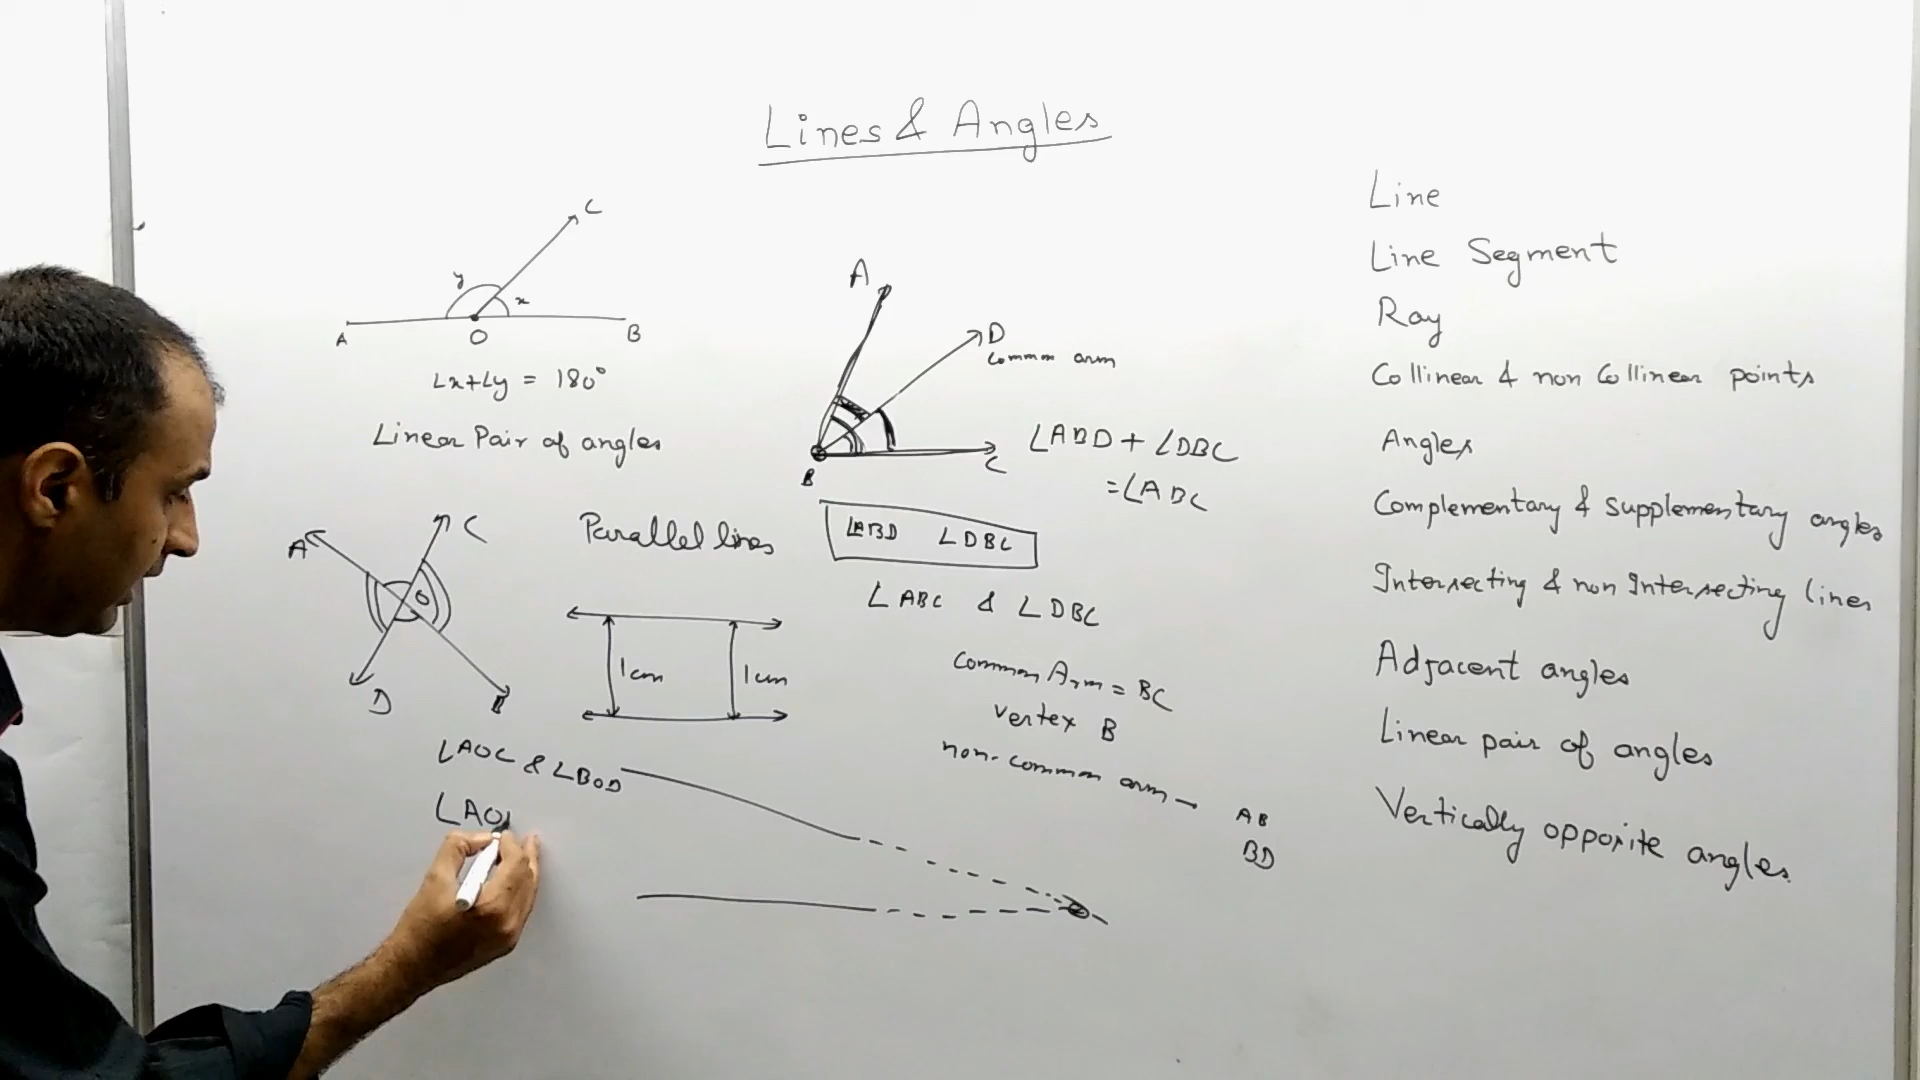 Lines & Angles
C
y
x
A
O
B
∠x+∠y = 180°
Linear Pair of angles
A
D
common arm
B
C
∠ABD + ∠DBC
= ∠ABC
∠ABD ∠DBC
∠ABC & ∠DBC
common Arm = BC
vertex B
non-common arm →
AB
BD
A
C
O
D
B
Parallel lines
1cm
1cm
∠AOC & ∠BOD
∠AO
Line
Line Segment
Ray
Collinear & non Collinear points
Angles
Complementary & supplementary angles
Intersecting & non Intersecting lines
Adjacent angles
Linear pair of angles
Vertically opposite angles.